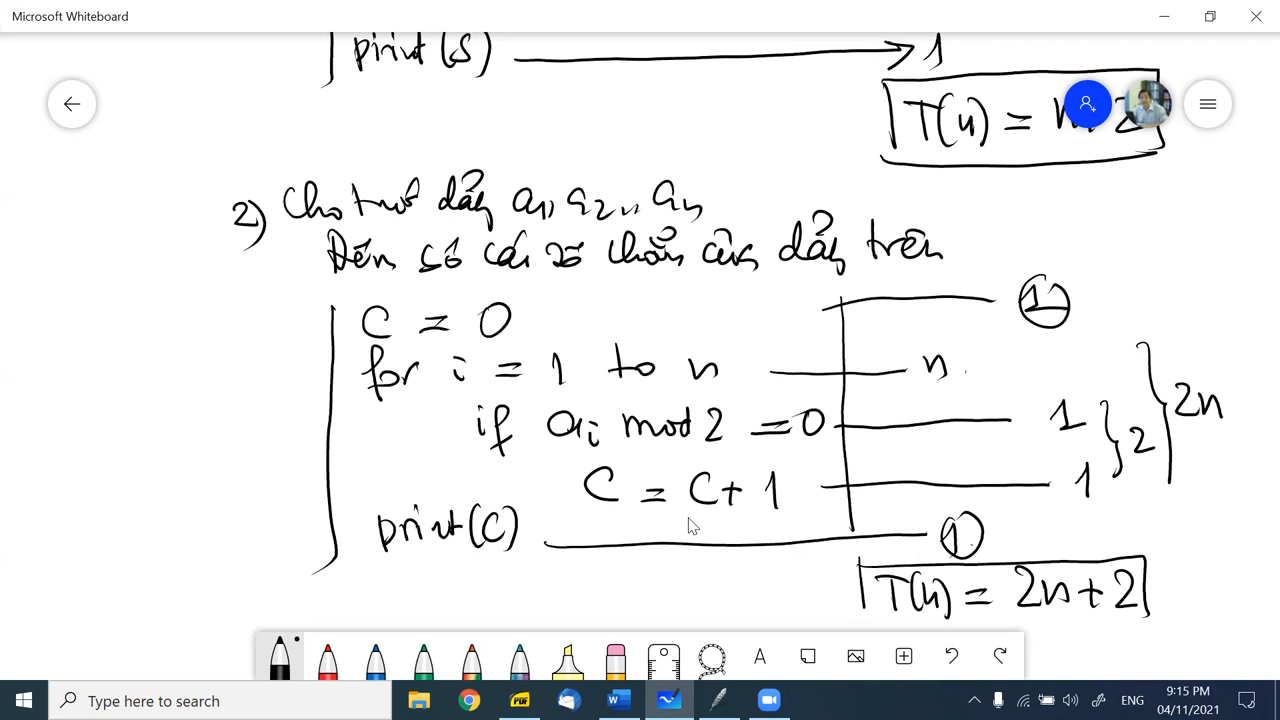 Microsoft Whiteboard
print(S) → 1
T(n) =
2) Cho trước dãy a1, a2,, an
Đếm số các số chẵn của dãy trên
C = 0 1
for i = 1 to n n
if ai mod 2 = 0 1 2 2n
C = C + 1 1
print(C) 1
T(n) = 2n + 2
A
Type here to search
PDF
W
ENG
9:15 PM
04/11/2021